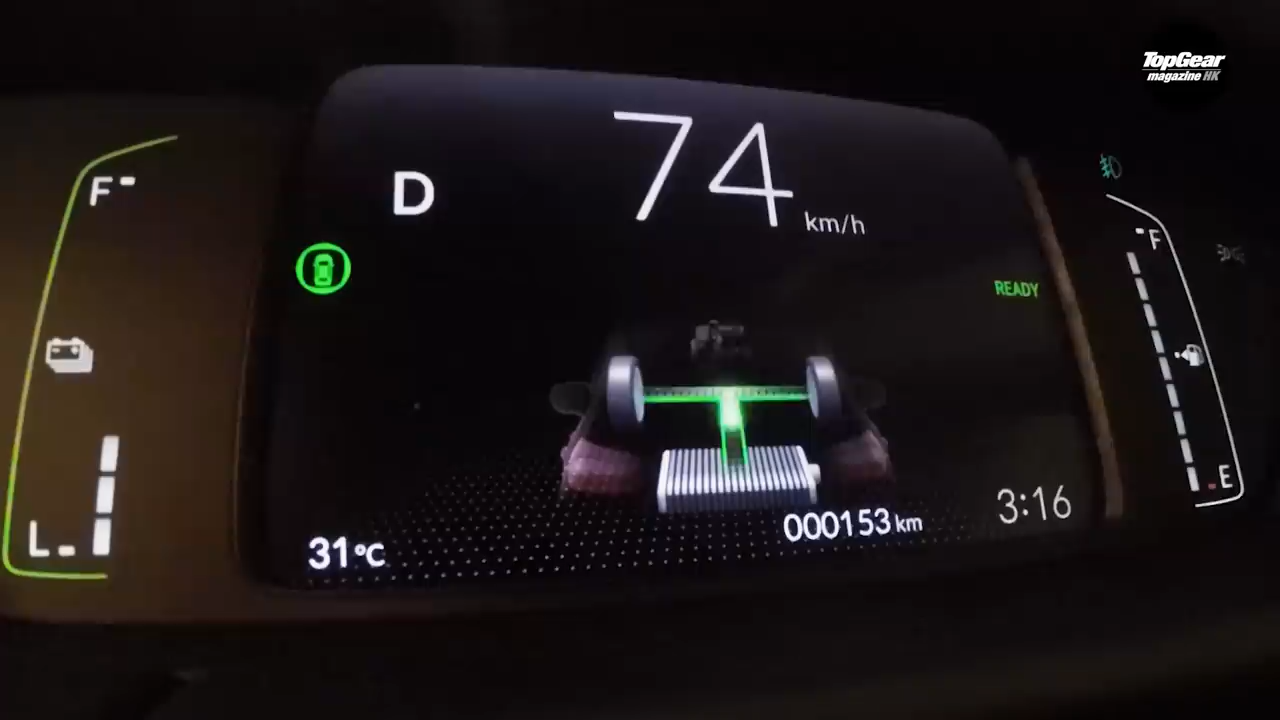 TopGear
magazine HK
F
D
74
km/h
F
READY
E
L
31°C
000153 km
3:16